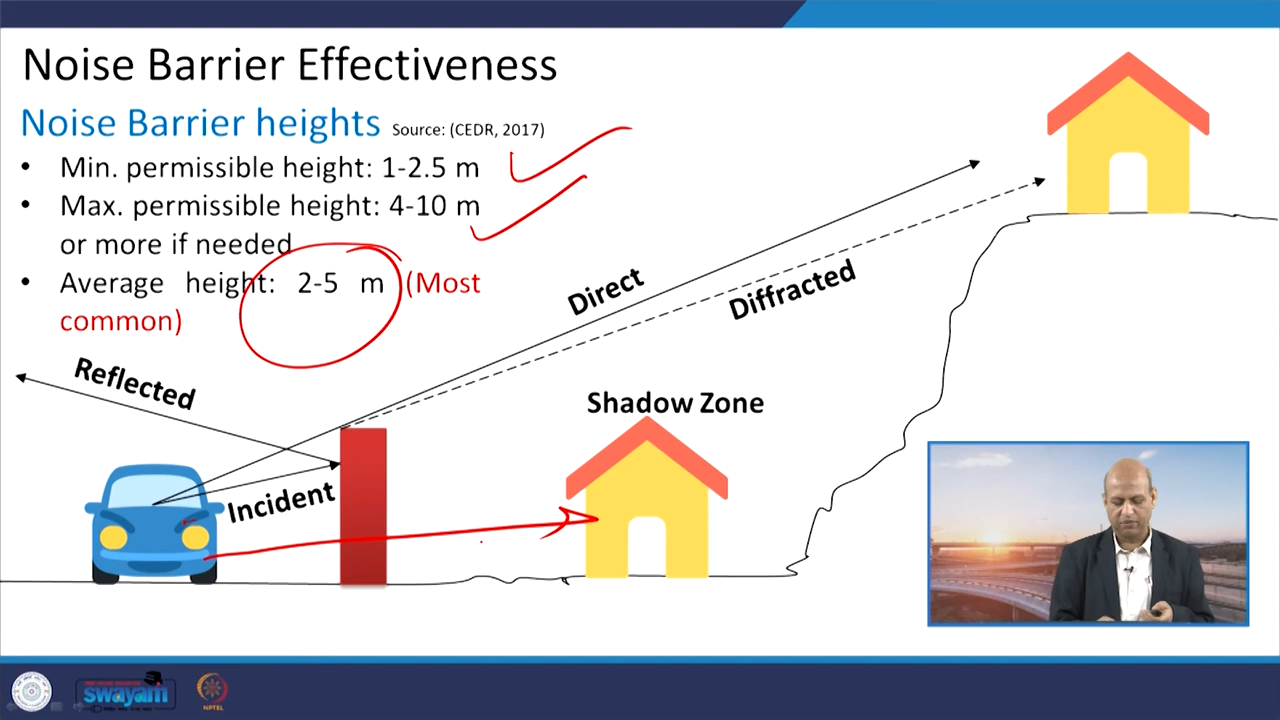 Noise Barrier Effectiveness
Noise Barrier heights Source: (CEDR, 2017)
• Min. permissible height: 1-2.5 m
• Max. permissible height: 4-10 m
or more if needed
• Average height: 2-5 m (Most
common)
Reflected
Incident
Direct
Diffracted
Shadow Zone
swayam
NPTEL